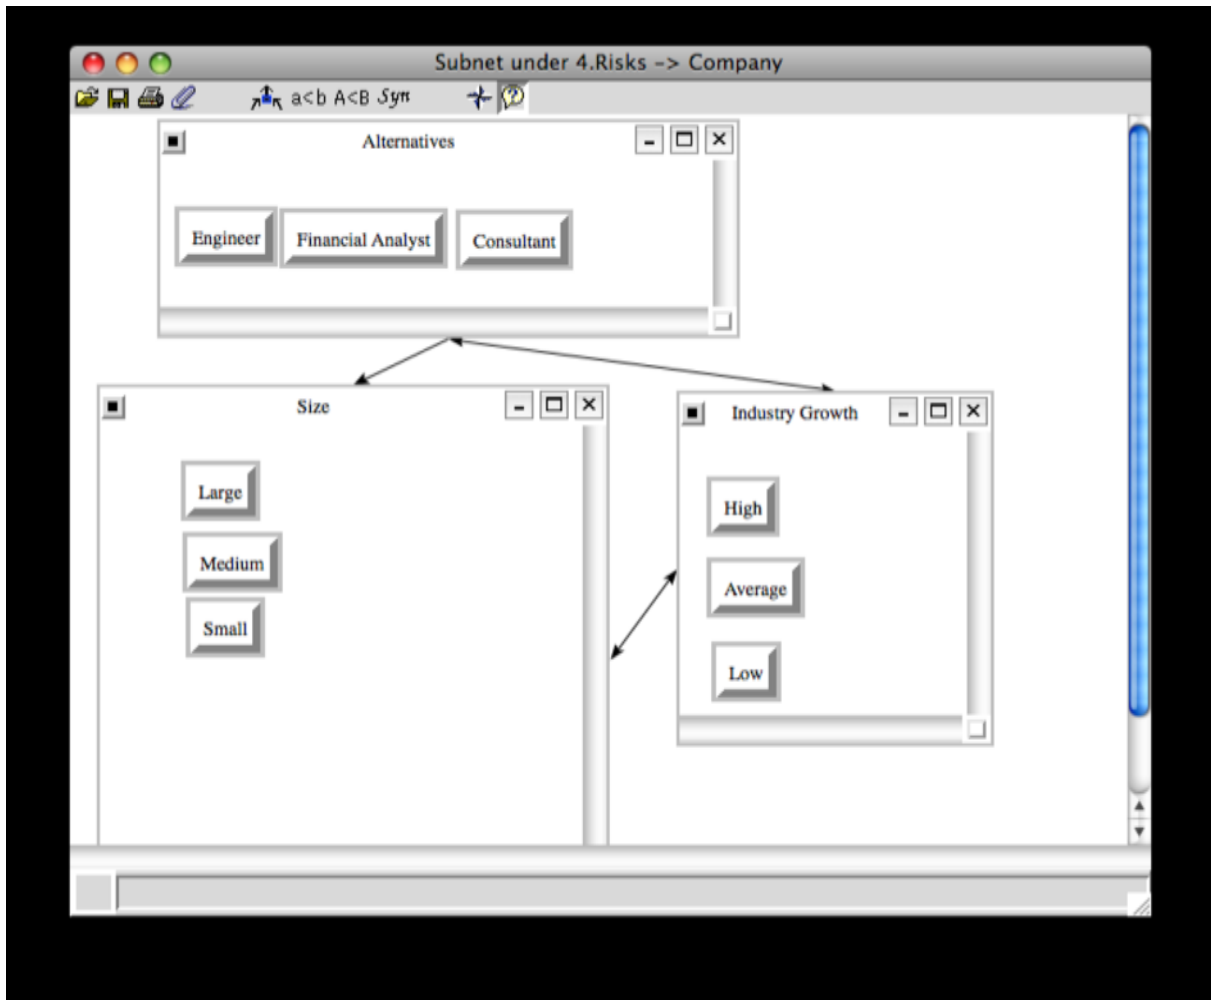 Subnet under 4.Risks -> Company
a<b A<B Syn
Alternatives
Engineer Financial Analyst Consultant
Size
Large
Medium
Small
Industry Growth
High
Average
Low